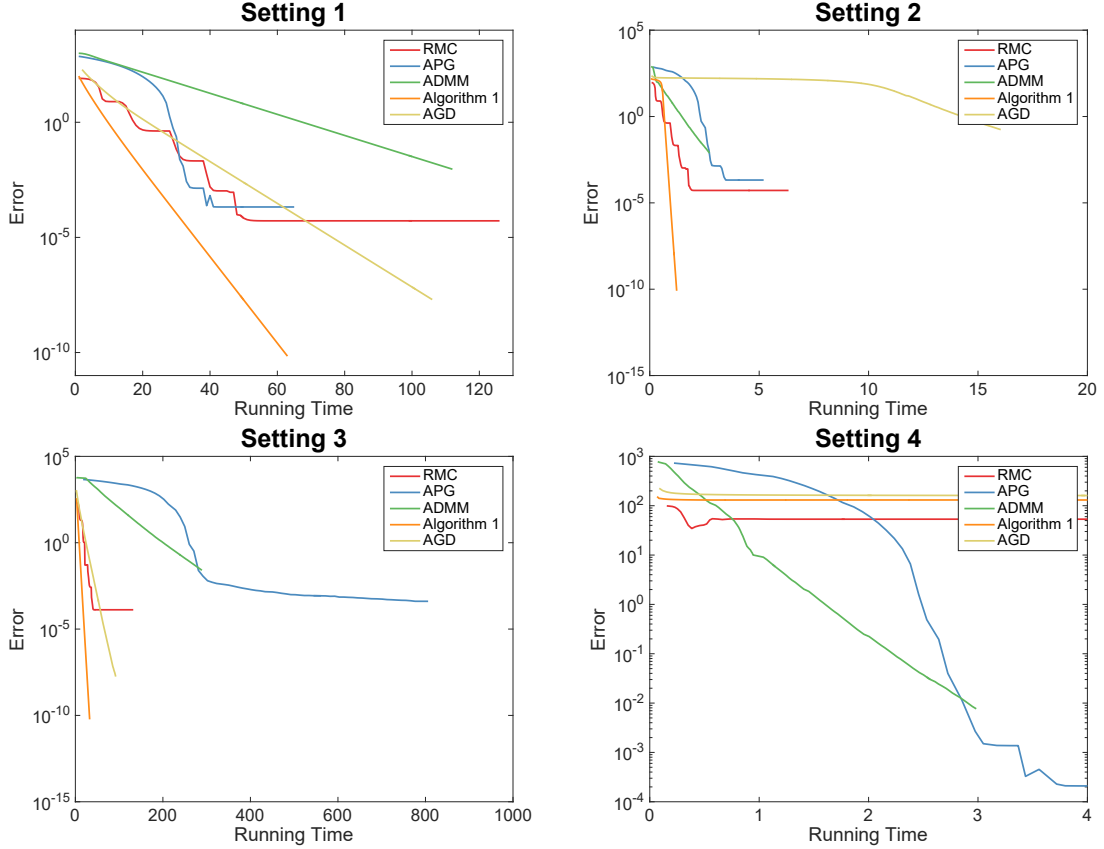 Setting 1
Error
10^0
10^-5
10^-10
0
20
40
60
80
100
120
Running Time
RMC
APG
ADMM
Algorithm 1
AGD
Setting 2
Error
10^5
10^0
10^-5
10^-10
10^-15
0
5
10
15
20
Running Time
RMC
APG
ADMM
Algorithm 1
AGD
Setting 3
Error
10^5
10^0
10^-5
10^-10
10^-15
0
200
400
600
800
1000
Running Time
RMC
APG
ADMM
Algorithm 1
AGD
Setting 4
Error
10^3
10^2
10^1
10^0
10^-1
10^-2
10^-3
10^-4
0
1
2
3
4
Running Time
RMC
APG
ADMM
Algorithm 1
AGD